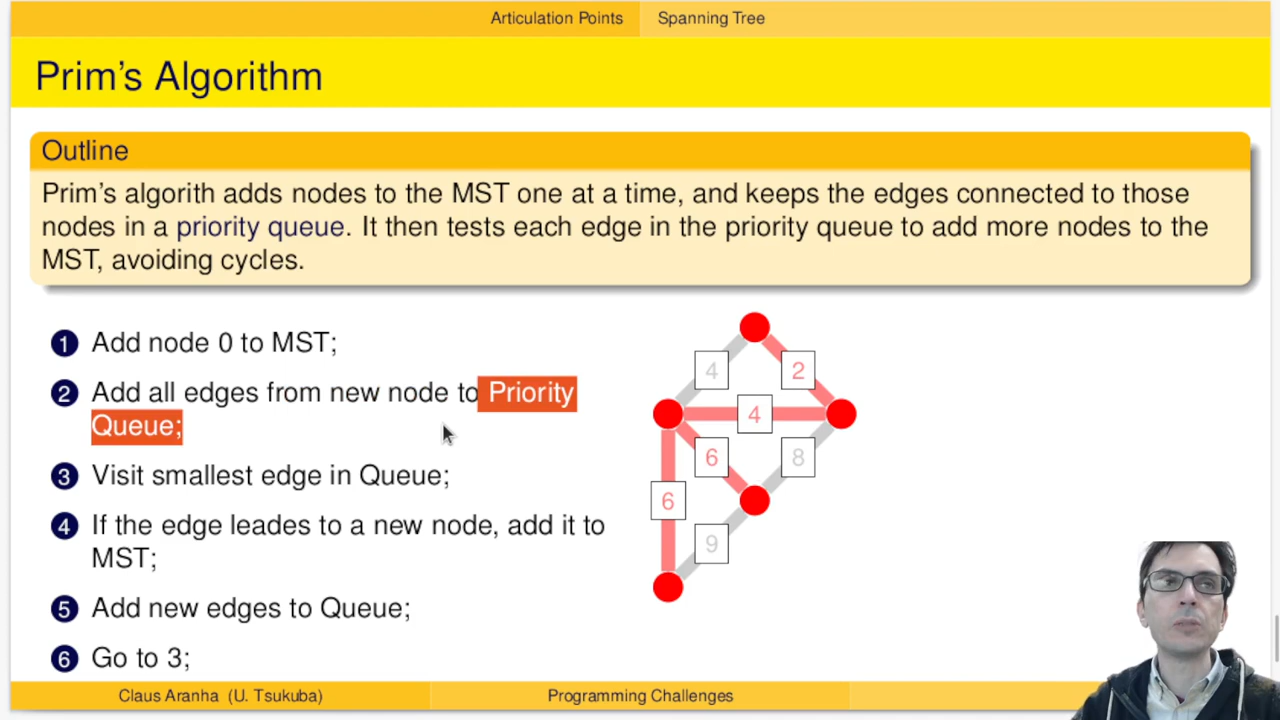 Articulation Points Spanning Tree
Prim's Algorithm
Outline
Prim's algorith adds nodes to the MST one at a time, and keeps the edges connected to those
nodes in a priority queue. It then tests each edge in the priority queue to add more nodes to the
MST, avoiding cycles.
1 Add node 0 to MST;
2 Add all edges from new node to Priority
Queue;
3 Visit smallest edge in Queue;
4 If the edge leades to a new node, add it to
MST;
5 Add new edges to Queue;
6 Go to 3;
4 2
4
6 8
6
9
Claus Aranha (U. Tsukuba) Programming Challenges